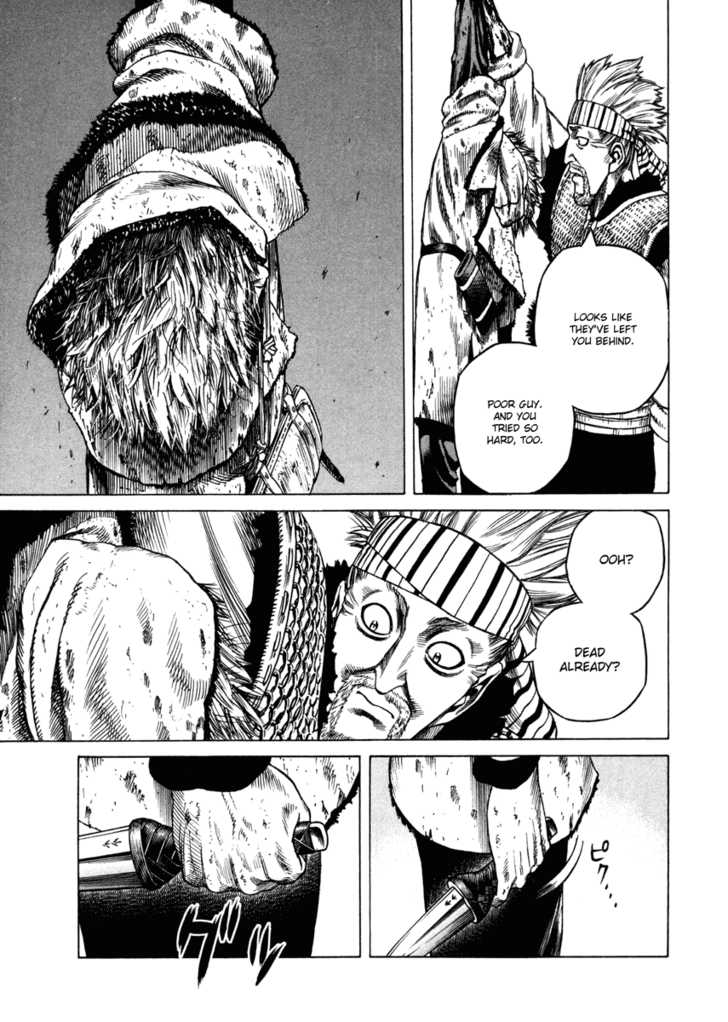 LOOKS LIKE
THEY'VE LEFT
YOU BEHIND.
POOR GUY.
AND YOU
TRIED SO
HARD, TOO.
OOH?
DEAD
ALREADY?
ピク…
グッ